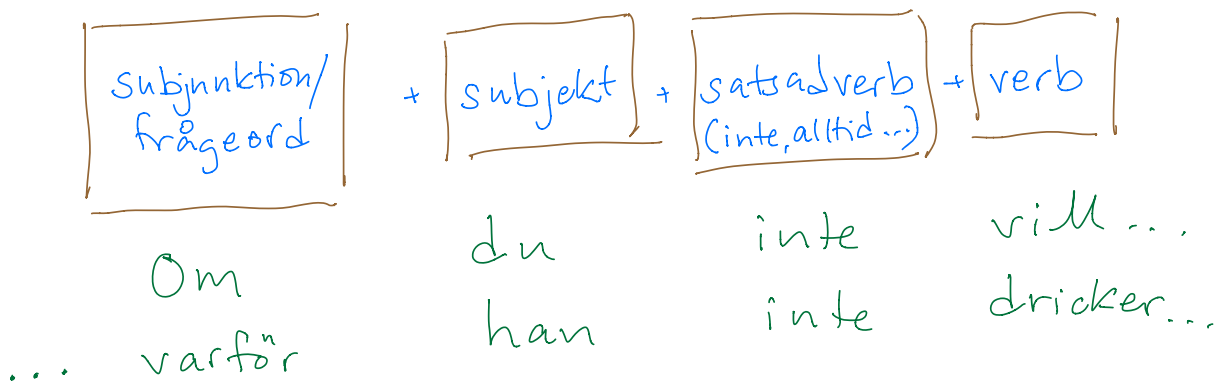 subjunktion/ + subjekt + satsadverb + verb
frågeord (inte, alltid...)
Om du inte vill...
... varför han inte dricker...